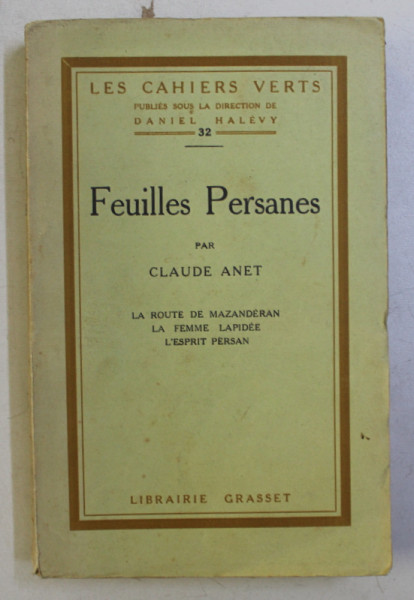 LES CAHIERS VERTS
PUBLIÉS SOUS LA DIRECTION DE
DANIEL HALÉVY
32
Feuilles Persanes
PAR
CLAUDE ANET
LA ROUTE DE MAZANDÉRAN
LA FEMME LAPIDÉE
L'ESPRIT PERSAN
LIBRAIRIE GRASSET